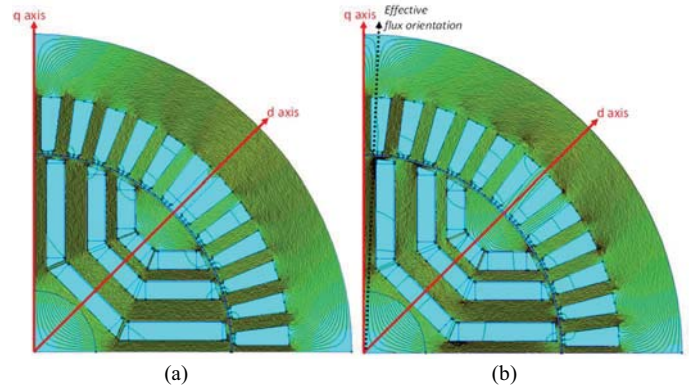 q axis
d axis
(a)
q axis
Effective
flux orientation
d axis
(b)